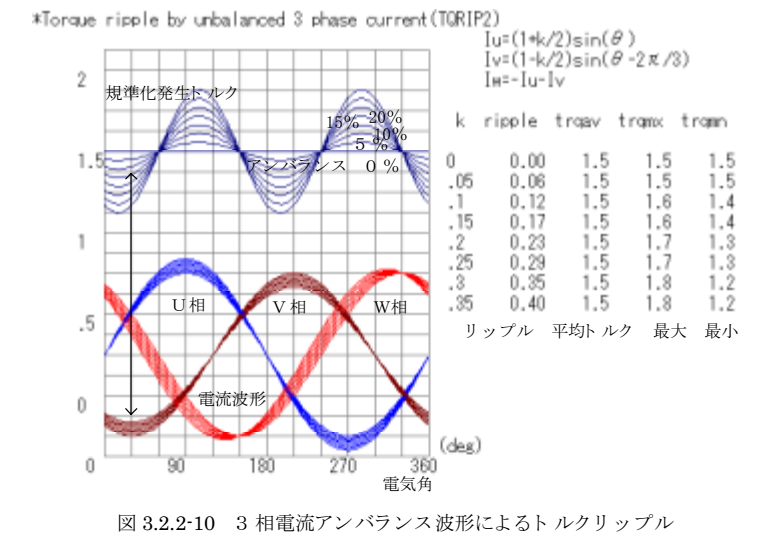 *Torque ripple by unbalanced 3 phase current(TQRIP2)
Iu=(1+k/2)sin(θ)
Iv=(1-k/2)sin(θ-2π/3)
Iw=-Iu-Iv
2
規準化発生トルク
15% 20%
10%
5 %
アンバランス 0 %
1.5
1
.5
0
U相
V相
W相
電流波形
0 90 180 270 360
(deg)
電気角
k ripple trqav trqmx trqmn
0 0.00 1.5 1.5 1.5
.05 0.06 1.5 1.5 1.5
.1 0.12 1.5 1.6 1.4
.15 0.17 1.5 1.6 1.4
.2 0.23 1.5 1.7 1.3
.25 0.29 1.5 1.7 1.3
.3 0.35 1.5 1.8 1.2
.35 0.40 1.5 1.8 1.2
リップル 平均トルク 最大 最小
図 3.2.2-10 3 相電流アンバランス波形によるトルクリップル